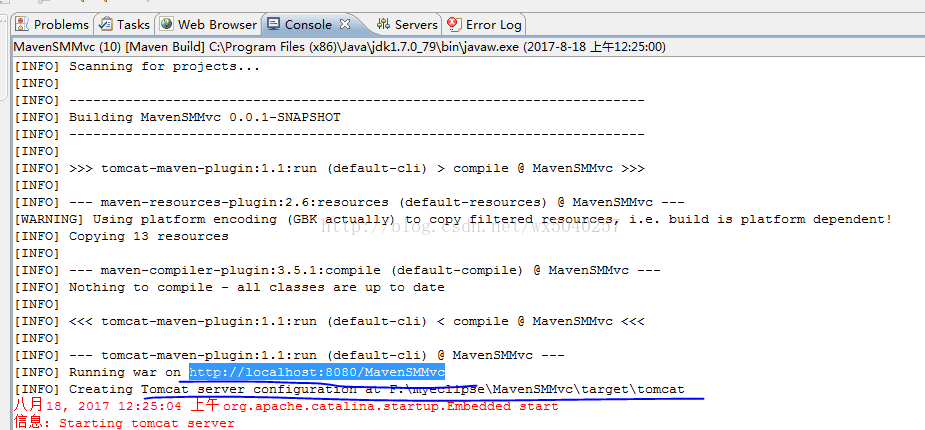 Problems Tasks Web Browser Console Servers Error Log
MavenSMMvc (10) [Maven Build] C:\Program Files (x86)\Java\jdk1.7.0_79\bin\javaw.exe (2017-8-18 上午12:25:00)
[INFO] Scanning for projects...
[INFO]
[INFO] ------------------------------------------------------------------------
[INFO] Building MavenSMMvc 0.0.1-SNAPSHOT
[INFO] ------------------------------------------------------------------------
[INFO]
[INFO] >>> tomcat-maven-plugin:1.1:run (default-cli) > compile @ MavenSMMvc >>>
[INFO]
[INFO] --- maven-resources-plugin:2.6:resources (default-resources) @ MavenSMMvc ---
[WARNING] Using platform encoding (GBK actually) to copy filtered resources, i.e. build is platform dependent!
http://blog.csdn.net/wx5040257
[INFO] Copying 13 resources
[INFO]
[INFO] --- maven-compiler-plugin:3.5.1:compile (default-compile) @ MavenSMMvc ---
[INFO] Nothing to compile - all classes are up to date
[INFO]
[INFO] <<< tomcat-maven-plugin:1.1:run (default-cli) < compile @ MavenSMMvc <<<
[INFO]
[INFO] --- tomcat-maven-plugin:1.1:run (default-cli) @ MavenSMMvc ---
[INFO] Running war on http://localhost:8080/MavenSMMvc
[INFO] Creating Tomcat server configuration at F:\myeclipse\MavenSMMvc\target\tomcat
八月 18, 2017 12:25:04 上午 org.apache.catalina.startup.Embedded start
信息: Starting tomcat server